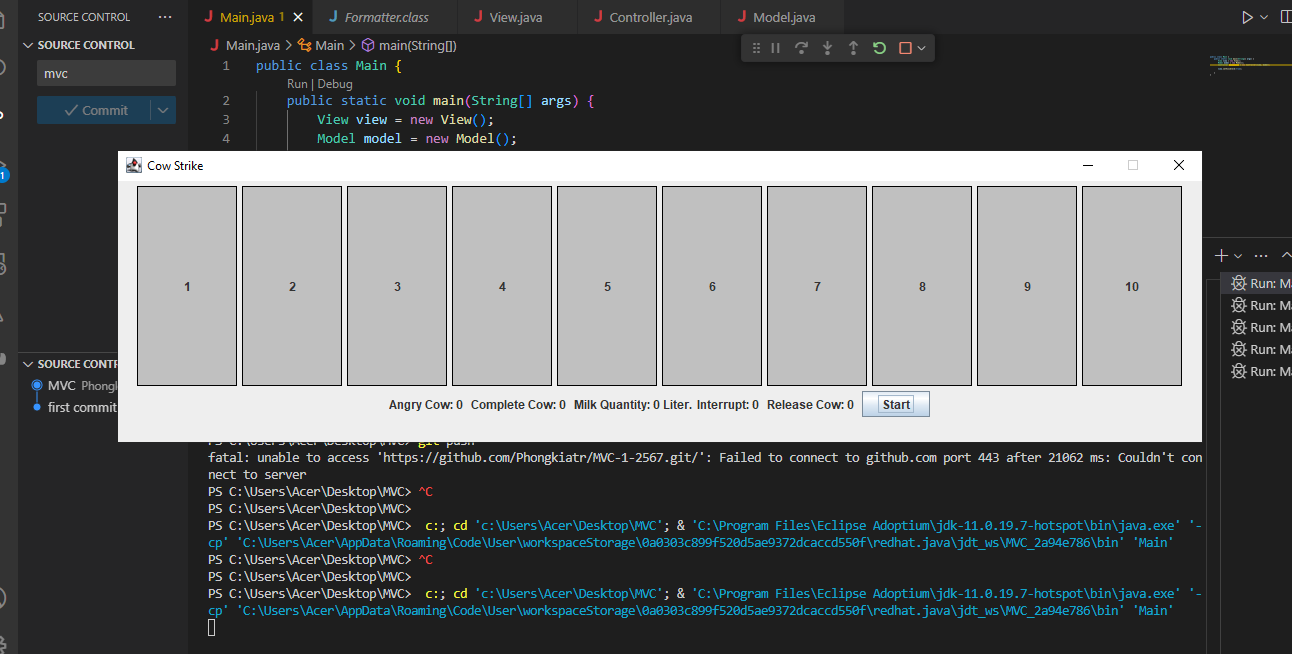 SOURCE CONTROL
Main.java 1
Formatter.class
View.java
Controller.java
Model.java
SOURCE CONTROL
Main.java > Main > main(String[])
mvc
1 public class Main {
Run | Debug
Commit
2 public static void main(String[] args) {
3 View view = new View();
4 Model model = new Model();
Cow Strike
1
1 2 3 4 5 6 7 8 9 10
Run: Ma
Run: Ma
Run: Ma
Run: Ma
Run: Ma
SOURCE CONTR
MVC Phongk
first commit
Angry Cow: 0 Complete Cow: 0 Milk Quantity: 0 Liter. Interrupt: 0 Release Cow: 0 Start
PS C:\Users\Acer\Desktop\MVC> git push
fatal: unable to access 'https://github.com/Phongkiatr/MVC-1-2567.git/': Failed to connect to github.com port 443 after 21062 ms: Couldn't con
nect to server
PS C:\Users\Acer\Desktop\MVC> ^C
PS C:\Users\Acer\Desktop\MVC>
PS C:\Users\Acer\Desktop\MVC> c:; cd 'c:\Users\Acer\Desktop\MVC'; & 'C:\Program Files\Eclipse Adoptium\jdk-11.0.19.7-hotspot\bin\java.exe' '-
cp' 'C:\Users\Acer\AppData\Roaming\Code\User\workspaceStorage\0a0303c899f520d5ae9372dcaccd550f\redhat.java\jdt_ws\MVC_2a94e786\bin' 'Main'
PS C:\Users\Acer\Desktop\MVC> ^C
PS C:\Users\Acer\Desktop\MVC>
PS C:\Users\Acer\Desktop\MVC> c:; cd 'c:\Users\Acer\Desktop\MVC'; & 'C:\Program Files\Eclipse Adoptium\jdk-11.0.19.7-hotspot\bin\java.exe' '-
cp' 'C:\Users\Acer\AppData\Roaming\Code\User\workspaceStorage\0a0303c899f520d5ae9372dcaccd550f\redhat.java\jdt_ws\MVC_2a94e786\bin' 'Main'